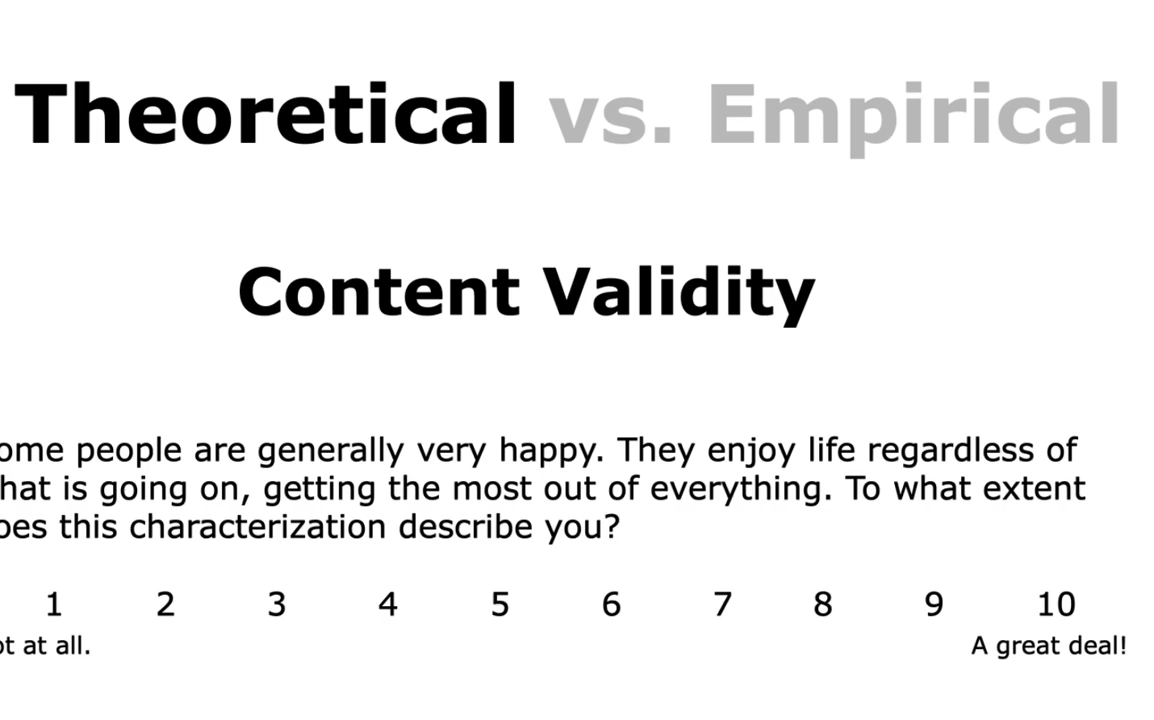 Theoretical vs. Empirical
Content Validity
ome people are generally very happy. They enjoy life regardless of
hat is going on, getting the most out of everything. To what extent
oes this characterization describe you?
1 2 3 4 5 6 7 8 9 10
ot at all. A great deal!